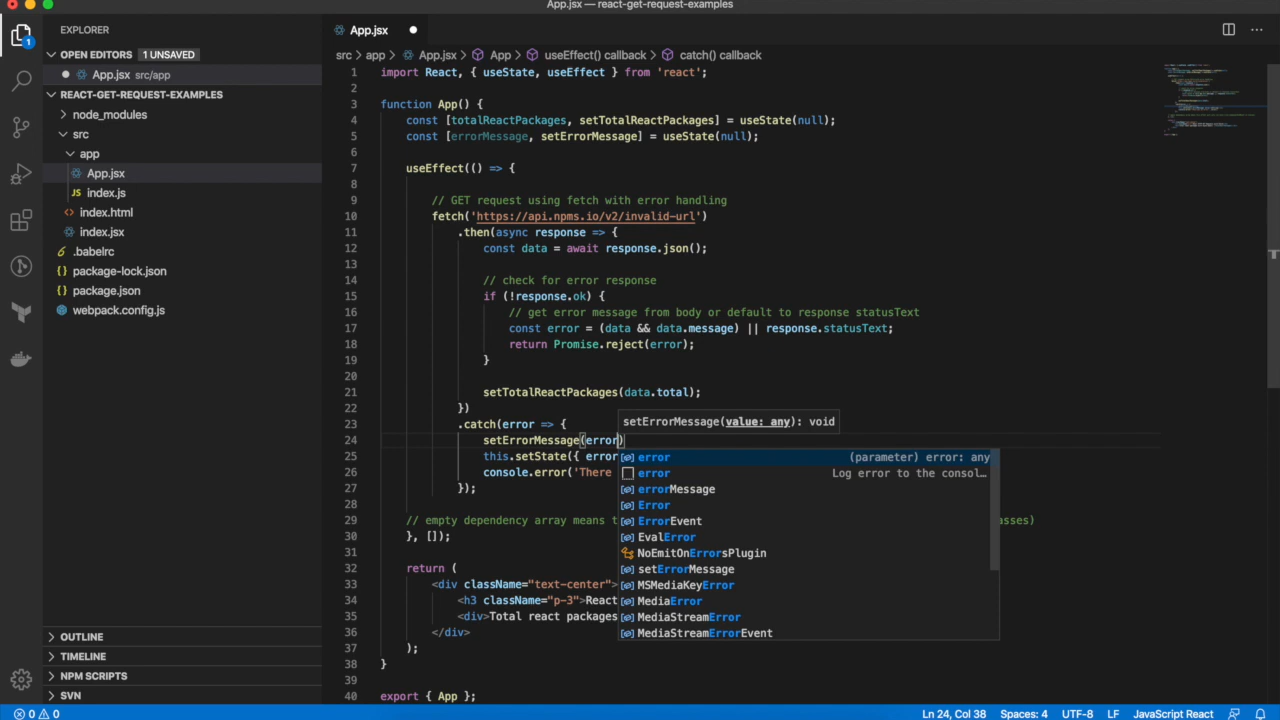 App.jsx — react-get-request-examples
EXPLORER
OPEN EDITORS 1 UNSAVED
App.jsx src/app
REACT-GET-REQUEST-EXAMPLES
node_modules
src
app
App.jsx
JS index.js
index.html
index.jsx
.babelrc
package-lock.json
package.json
webpack.config.js
OUTLINE
TIMELINE
NPM SCRIPTS
SVN
1
App.jsx
src > app > App.jsx > App > useEffect() callback > catch() callback
1 import React, { useState, useEffect } from 'react';
2
3 function App() {
4 const [totalReactPackages, setTotalReactPackages] = useState(null);
5 const [errorMessage, setErrorMessage] = useState(null);
6
7 useEffect(() => {
8
9 // GET request using fetch with error handling
10 fetch('https://api.npms.io/v2/invalid-url')
11 .then(async response => {
12 const data = await response.json();
13
14 // check for error response
15 if (!response.ok) {
16 // get error message from body or default to response statusText
17 const error = (data && data.message) || response.statusText;
18 return Promise.reject(error);
19 }
20
21 setTotalReactPackages(data.total);
22 })
23 .catch(error => {
24 setErrorMessage(error)
25 this.setState({ error
26 console.error('There
27 });
28
29 // empty dependency array means t asses)
30 }, []);
31
32 return (
33 <div className="text-center">
34 <h3 className="p-3">React
35 <div>Total react packages
36 </div>
37 );
38 }
39
40 export { App };
setErrorMessage(value: any): void
error (parameter) error: any
error Log error to the consol…
errorMessage
Error
ErrorEvent
EvalError
NoEmitOnErrorsPlugin
setErrorMessage
MSMediaKeyError
MediaError
MediaStreamError
MediaStreamErrorEvent
0 0 Ln 24, Col 38 Spaces: 4 UTF-8 LF JavaScript React